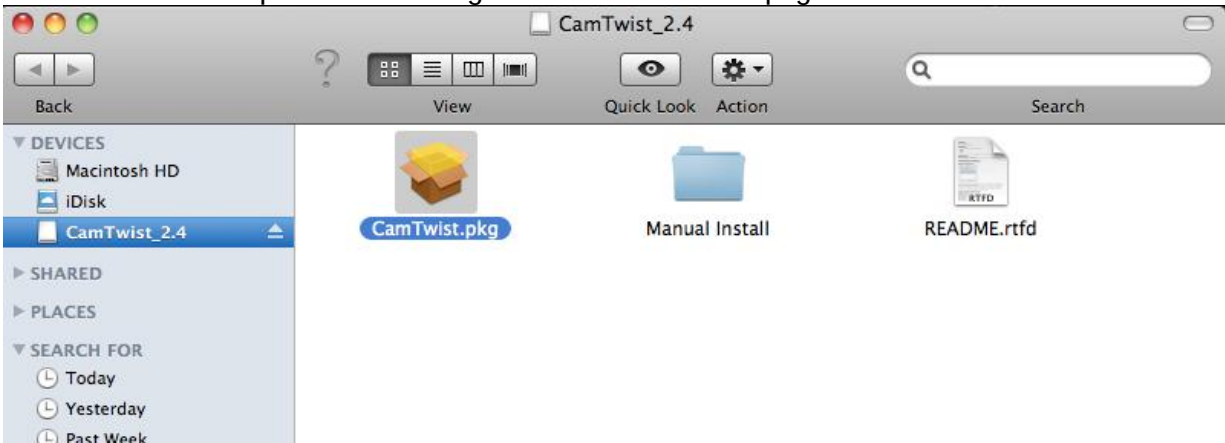 CamTwist_2.4
Back
View
Quick Look
Action
Search
DEVICES
Macintosh HD
iDisk
CamTwist_2.4
SHARED
PLACES
SEARCH FOR
Today
Yesterday
Past Week
CamTwist.pkg
Manual Install
RTFD
README.rtfd